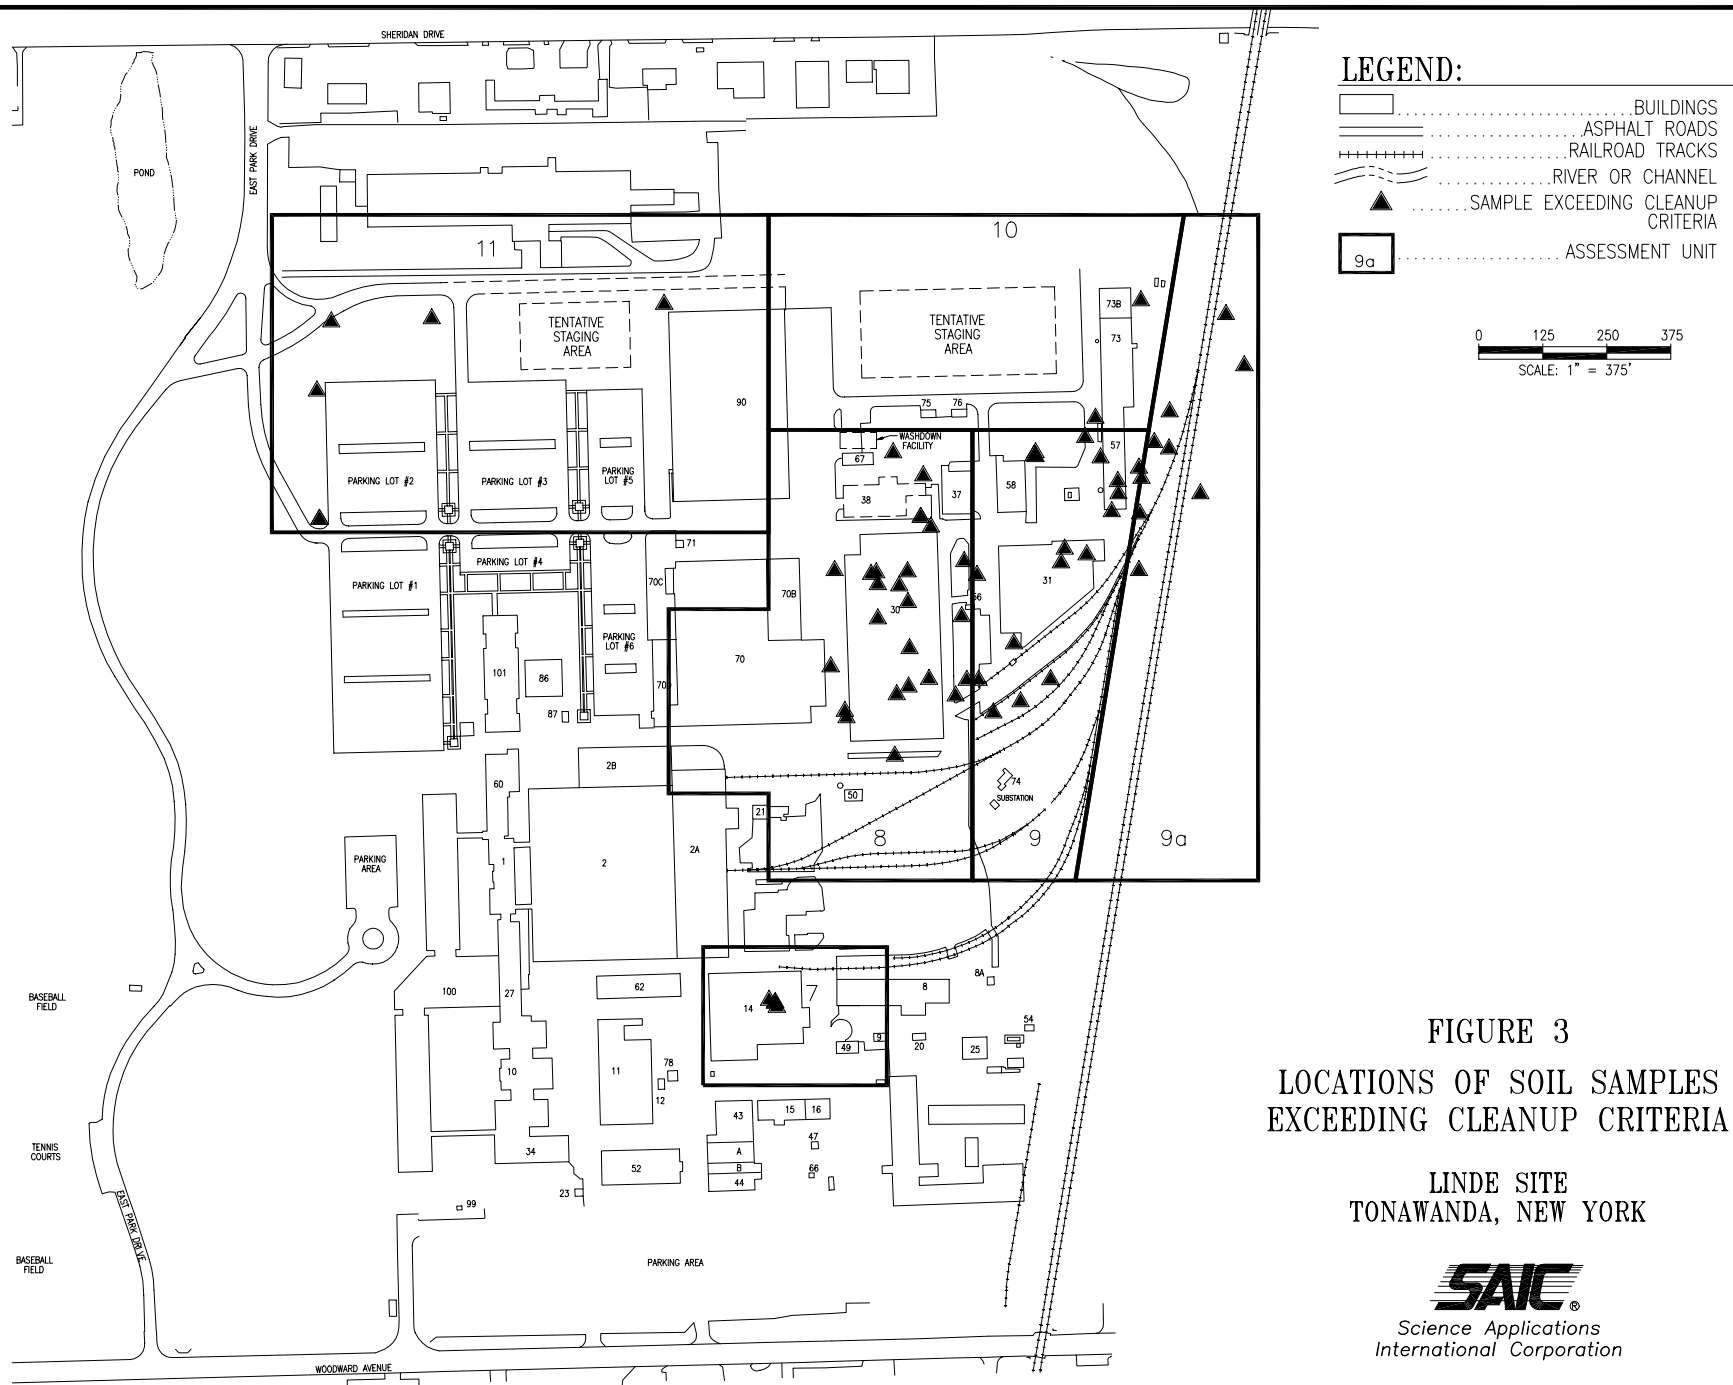 SHERIDAN DRIVE
EAST PARK DRIVE
POND
11
10
TENTATIVE
STAGING
AREA
TENTATIVE
STAGING
AREA
73B
73
90
75
76
WASHDOWN
FACILITY
57
67
38
37
58
PARKING LOT #2
PARKING LOT #3
PARKING
LOT #5
71
PARKING LOT #4
PARKING LOT #1
70C
70B
31
30
66
PARKING
LOT #6
70
101
86
70D
87
2B
60
74
SUBSTATION
50
21
8
9
9a
PARKING
AREA
1
2
2A
BASEBALL
FIELD
100
27
62
14
7
8
8A
54
49
9
20
25
10
11
78
12
43
15
16
TENNIS
COURTS
34
52
A
B
44
47
66
23
99
EAST PARK DRIVE
BASEBALL
FIELD
PARKING AREA
WOODWARD AVENUE
LEGEND:
BUILDINGS
ASPHALT ROADS
RAILROAD TRACKS
RIVER OR CHANNEL
SAMPLE EXCEEDING CLEANUP
CRITERIA
9a ASSESSMENT UNIT
0 125 250 375
SCALE: 1" = 375'
FIGURE 3
LOCATIONS OF SOIL SAMPLES
EXCEEDING CLEANUP CRITERIA
LINDE SITE
TONAWANDA, NEW YORK
SAIC®
Science Applications
International Corporation